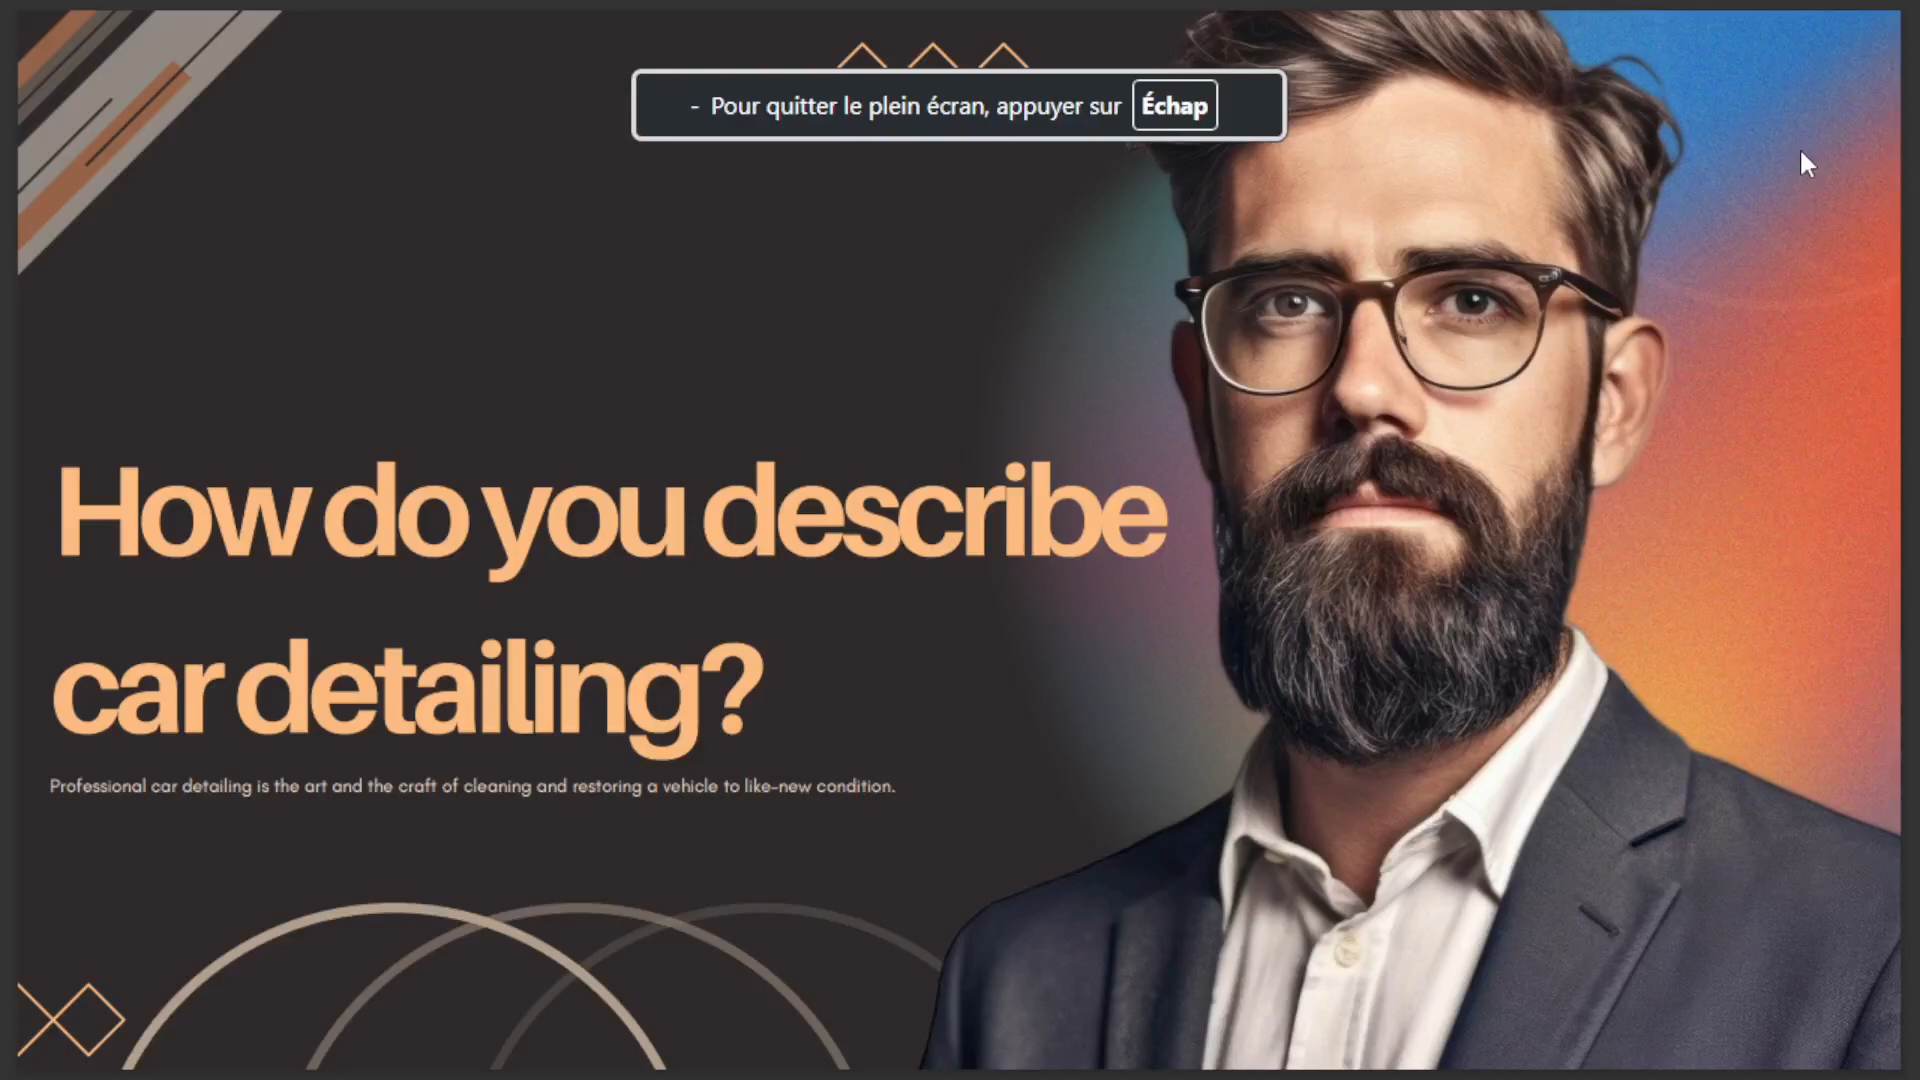 - Pour quitter le plein écran, appuyer sur Échap
How do you describe
car detailing?
Professional car detailing is the art and the craft of cleaning and restoring a vehicle to like-new condition.